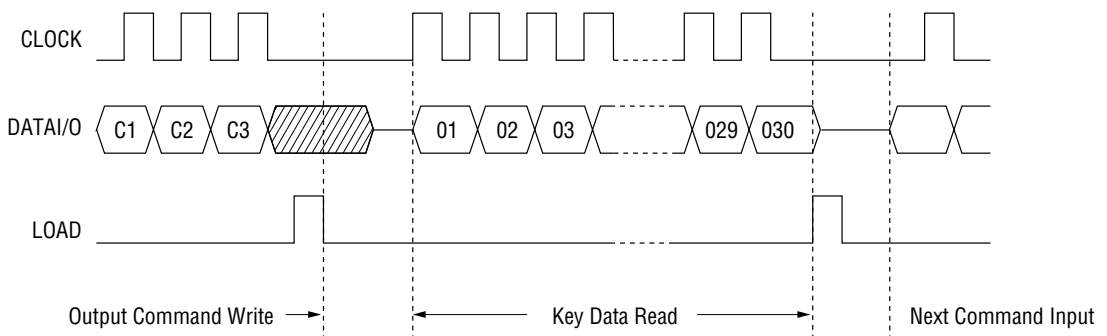 CLOCK
DATAI/O C1 C2 C3 01 02 03 029 030
LOAD
Output Command Write Key Data Read Next Command Input